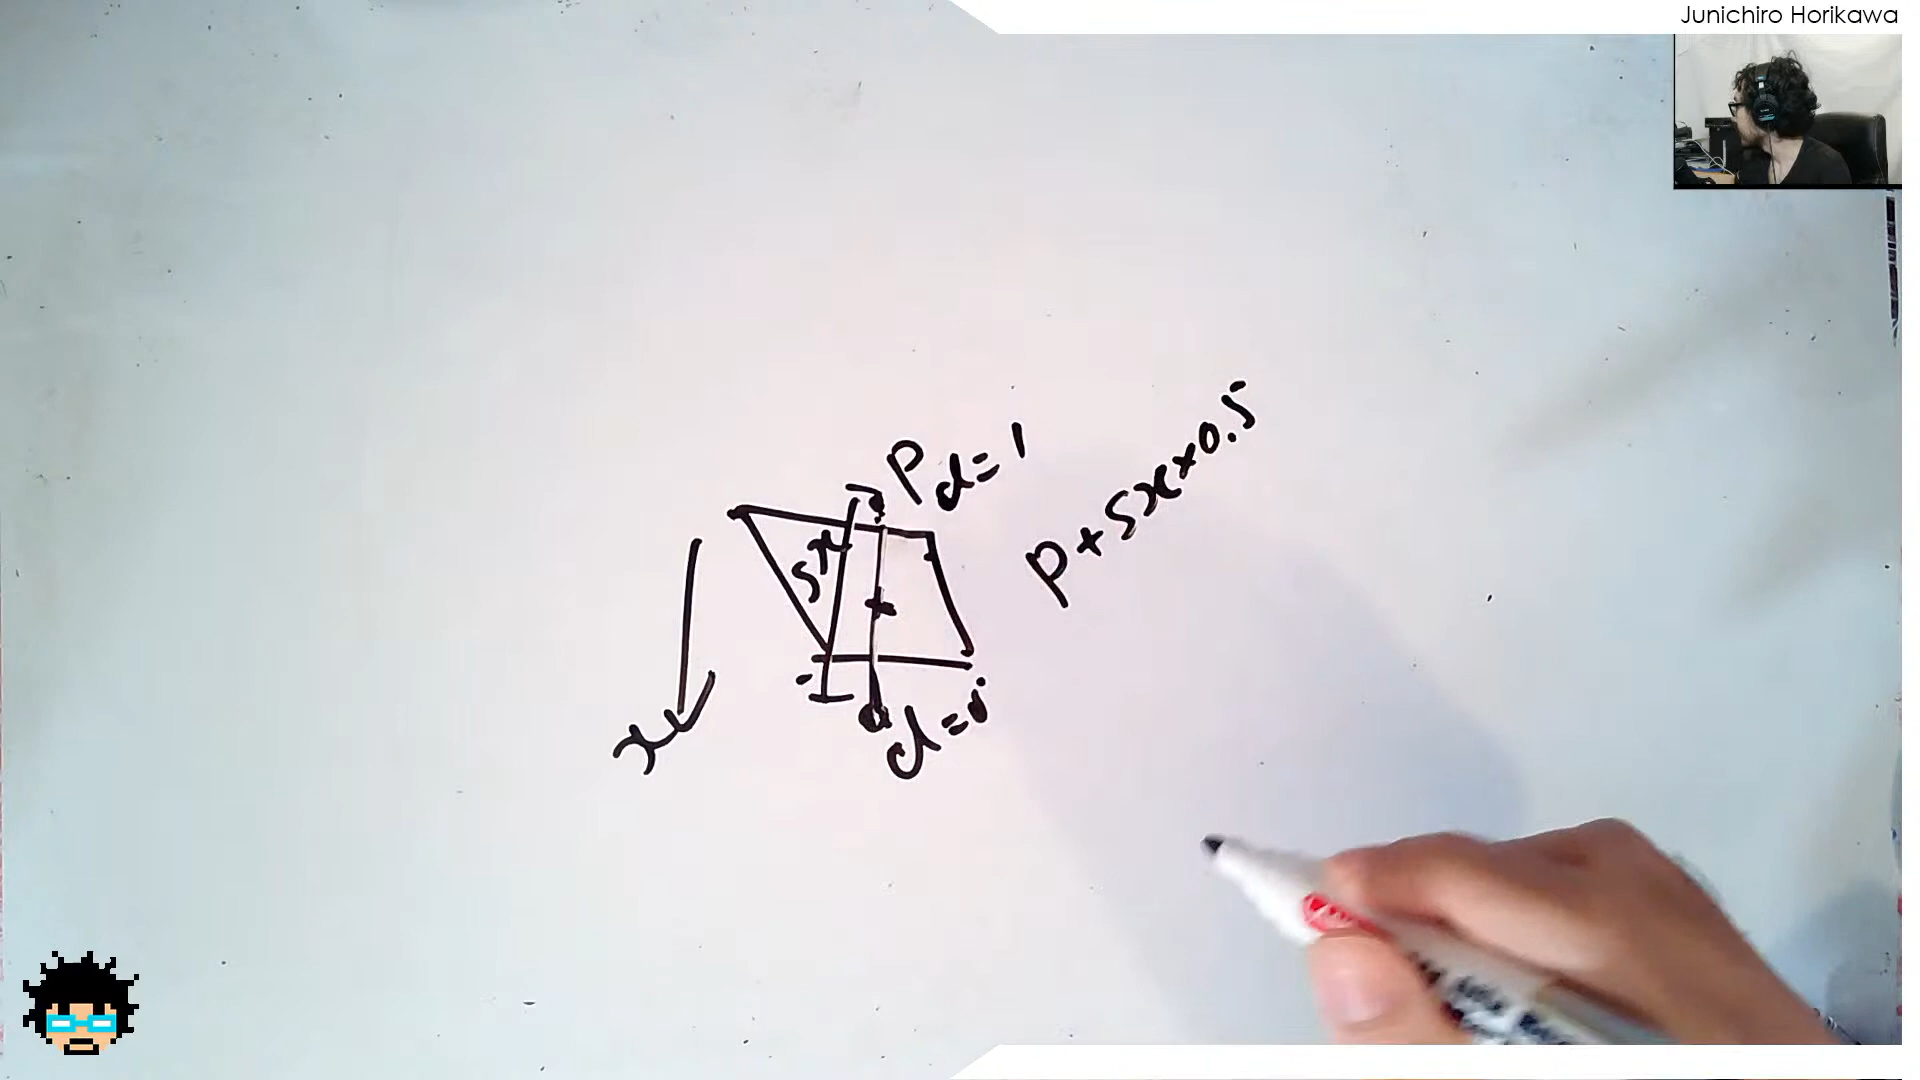 Junichiro Horikawa
P
d=1
P+Sx*0.5
Sx
x
d=0